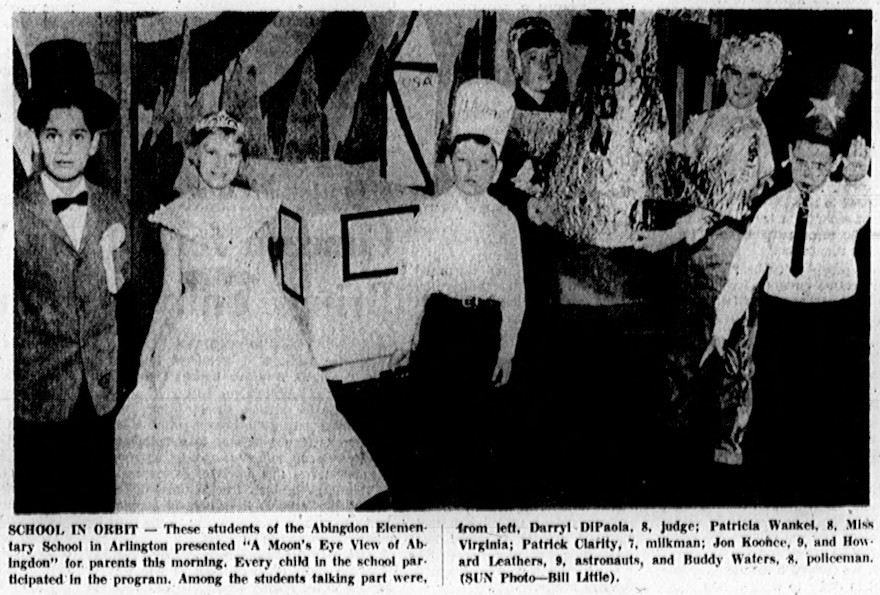 USA
SCHOOL IN ORBIT — These students of the Abingdon Elemen-
tary School in Arlington presented "A Moon's Eye View of Ab-
ingdon" for parents this morning. Every child in the school par-
ticipated in the program. Among the students talking part were,
from left, Darryl DiPaola, 8, judge; Patricia Wankel, 8, Miss
Virginia; Patrick Clarity, 7, milkman; Jon Koonce, 9, and How-
ard Leathers, 9, astronauts, and Buddy Waters, 8, policeman.
(SUN Photo—Bill Little).